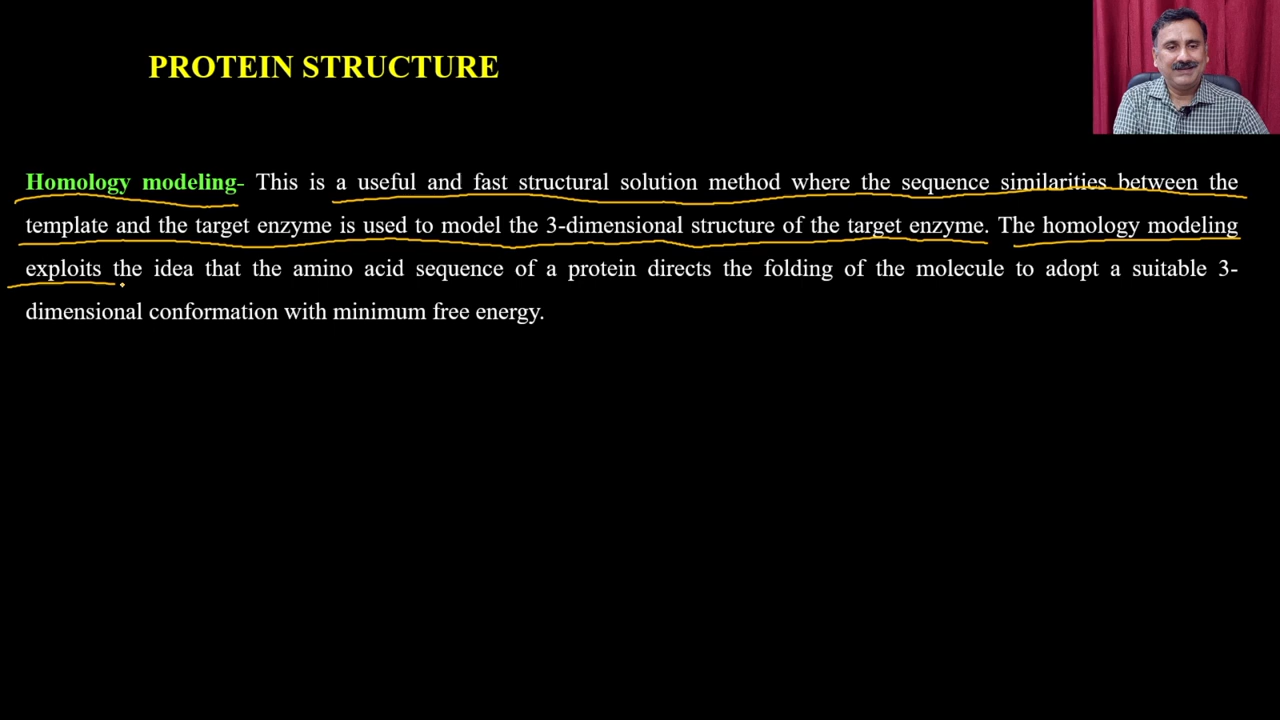 PROTEIN STRUCTURE
Homology modeling- This is a useful and fast structural solution method where the sequence similarities between the
template and the target enzyme is used to model the 3-dimensional structure of the target enzyme. The homology modeling
exploits the idea that the amino acid sequence of a protein directs the folding of the molecule to adopt a suitable 3-
dimensional conformation with minimum free energy.